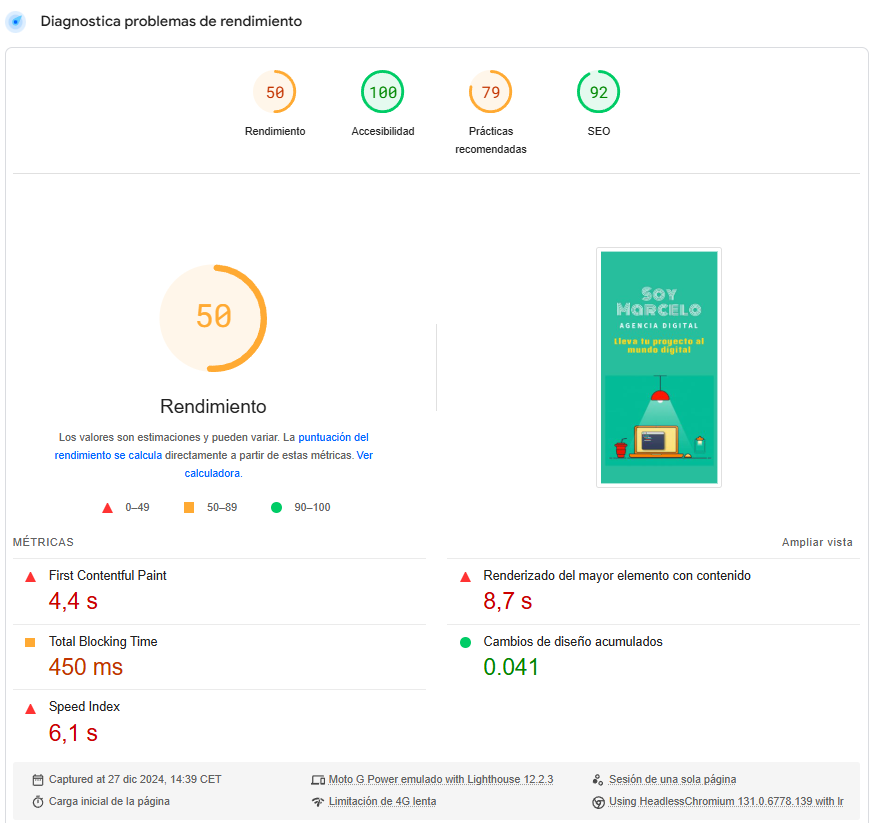 Diagnostica problemas de rendimiento
50
100
79
92
Rendimiento
Accesibilidad
Prácticas
recomendadas
SEO
50
Rendimiento
Los valores son estimaciones y pueden variar. La puntuación del
rendimiento se calcula directamente a partir de estas métricas. Ver
calculadora.
0–49
50–89
90–100
SOY
MARCELO
AGENCIA DIGITAL
Lleva tu proyecto al
mundo digital
MÉTRICAS
Ampliar vista
First Contentful Paint
4,4 s
Renderizado del mayor elemento con contenido
8,7 s
Total Blocking Time
450 ms
Cambios de diseño acumulados
0.041
Speed Index
6,1 s
Captured at 27 dic 2024, 14:39 CET
Moto G Power emulado with Lighthouse 12.2.3
Sesión de una sola página
Carga inicial de la página
Limitación de 4G lenta
Using HeadlessChromium 131.0.6778.139 with lr